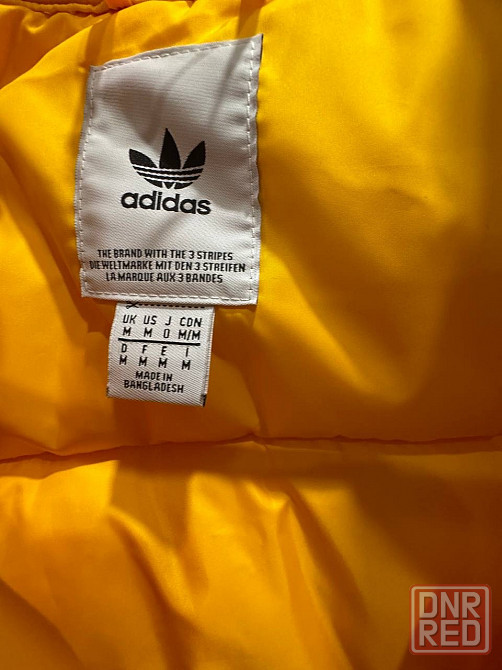 adidas
THE BRAND WITH THE 3 STRIPES
DIE WELTMARKE MIT DEN 3 STREIFEN
LA MARQUE AUX 3 BANDES
UK US J CDN
M M O M/M
D F E I
M M M M
MADE IN
BANGLADESH
DNR
RED